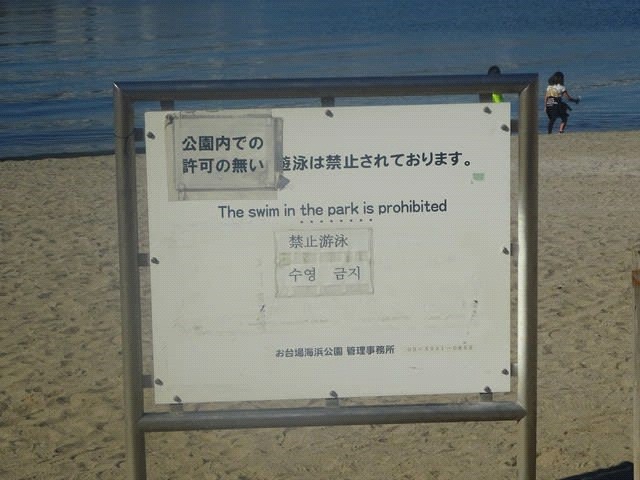 公園内での
許可の無い遊泳は禁止されております。
The swim in the park is prohibited
禁止游泳
수영 금지
お台場海浜公園 管理事務所